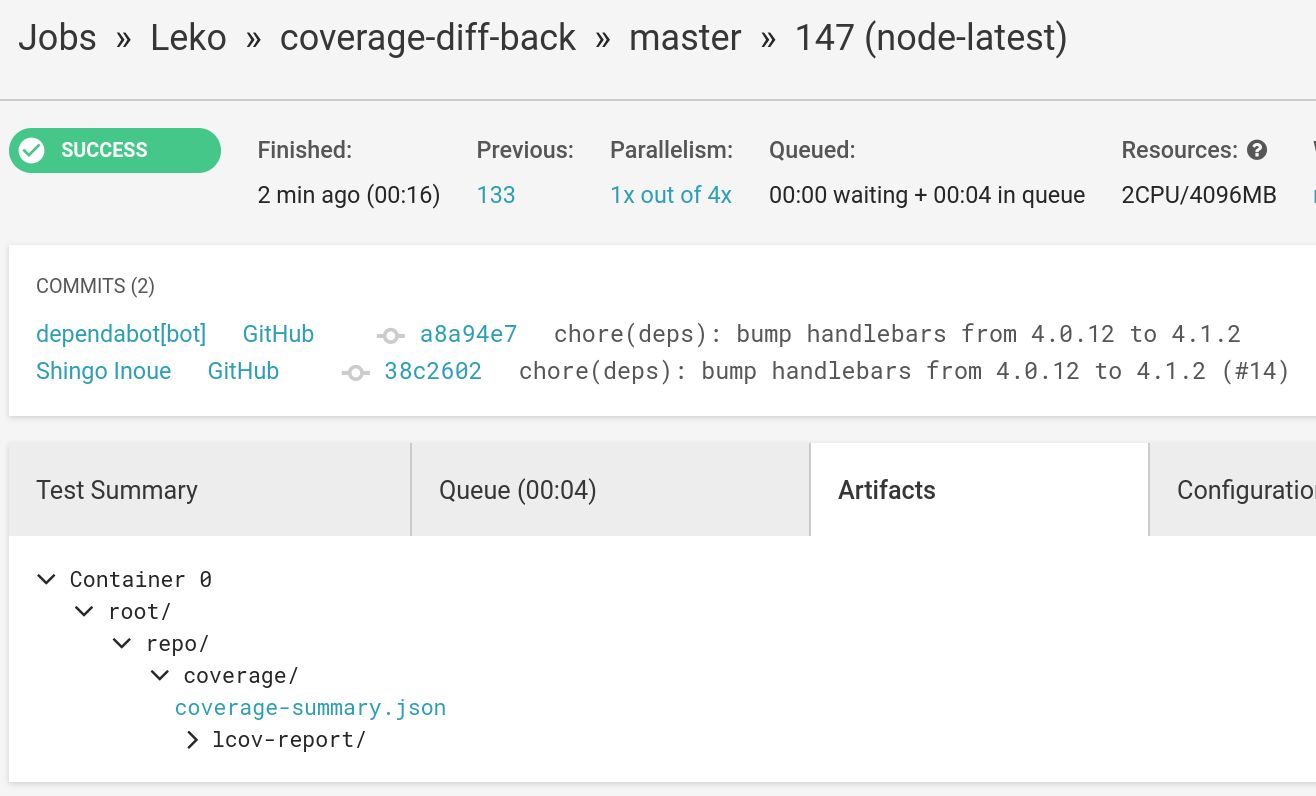 Jobs » Leko » coverage-diff-back » master » 147 (node-latest)
SUCCESS
Finished: Previous: Parallelism: Queued: Resources:
2 min ago (00:16) 133 1x out of 4x 00:00 waiting + 00:04 in queue 2CPU/4096MB
COMMITS (2)
dependabot[bot] GitHub a8a94e7 chore(deps): bump handlebars from 4.0.12 to 4.1.2
Shingo Inoue GitHub 38c2602 chore(deps): bump handlebars from 4.0.12 to 4.1.2 (#14)
Test Summary Queue (00:04) Artifacts Configuratio
Container 0
root/
repo/
coverage/
coverage-summary.json
lcov-report/